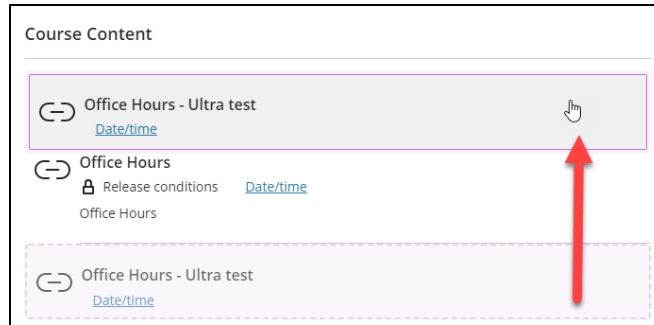 Course Content
Office Hours - Ultra test
Date/time
Office Hours
Release conditions Date/time
Office Hours
Office Hours - Ultra test
Date/time